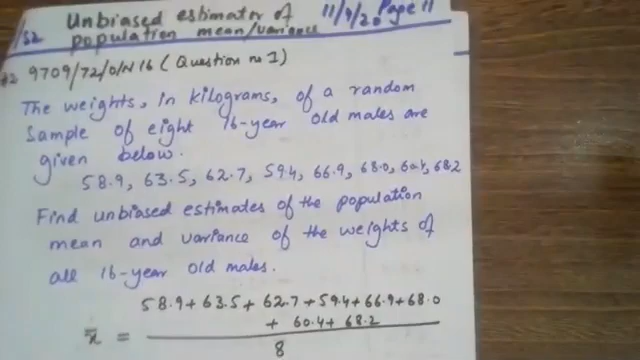 S2 Unbiased estimator of 11/9/20 Page 11
population mean/variance
9709/72/O/N16 (Question no 1)
The weights, in kilograms, of a random
Sample of eight 16-year old males are
given below.
58.9, 63.5, 62.7, 59.4, 66.9, 68.0, 60.4, 68.2
Find unbiased estimates of the population
mean and variance of the weights of
all 16-year old males.
58.9+63.5+62.7+59.4+66.9+68.0
+ 60.4+68.2
x̄ =
8